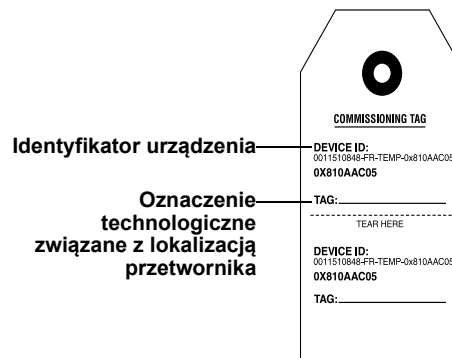 COMMISSIONING TAG
Identyfikator urządzenia
DEVICE ID:
0011510848-FR-TEMP-0x810AAC05
0X810AAC05
Oznaczenie
technologiczne
związane z lokalizacją
przetwornika
TAG:
TEAR HERE
DEVICE ID:
0011510848-FR-TEMP-0x810AAC05
0X810AAC05
TAG: